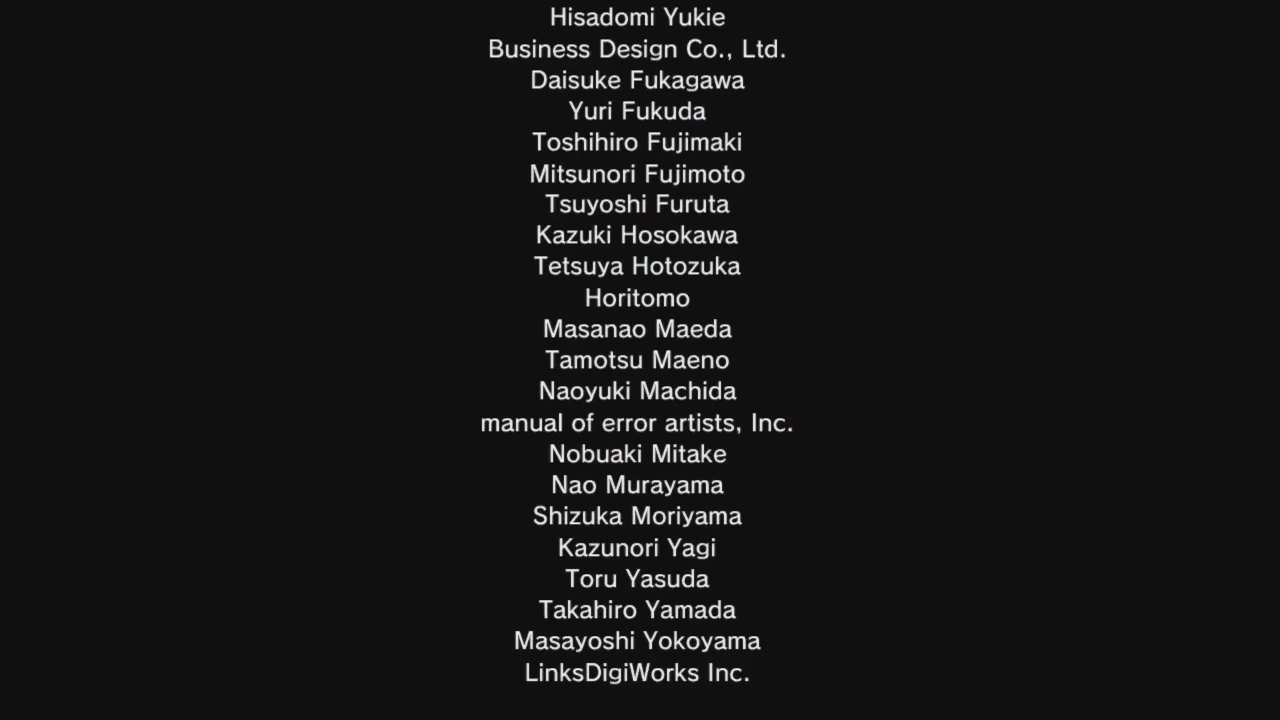 Hisadomi Yukie
Business Design Co., Ltd.
Daisuke Fukagawa
Yuri Fukuda
Toshihiro Fujimaki
Mitsunori Fujimoto
Tsuyoshi Furuta
Kazuki Hosokawa
Tetsuya Hotozuka
Horitomo
Masanao Maeda
Tamotsu Maeno
Naoyuki Machida
manual of error artists, Inc.
Nobuaki Mitake
Nao Murayama
Shizuka Moriyama
Kazunori Yagi
Toru Yasuda
Takahiro Yamada
Masayoshi Yokoyama
LinksDigiWorks Inc.